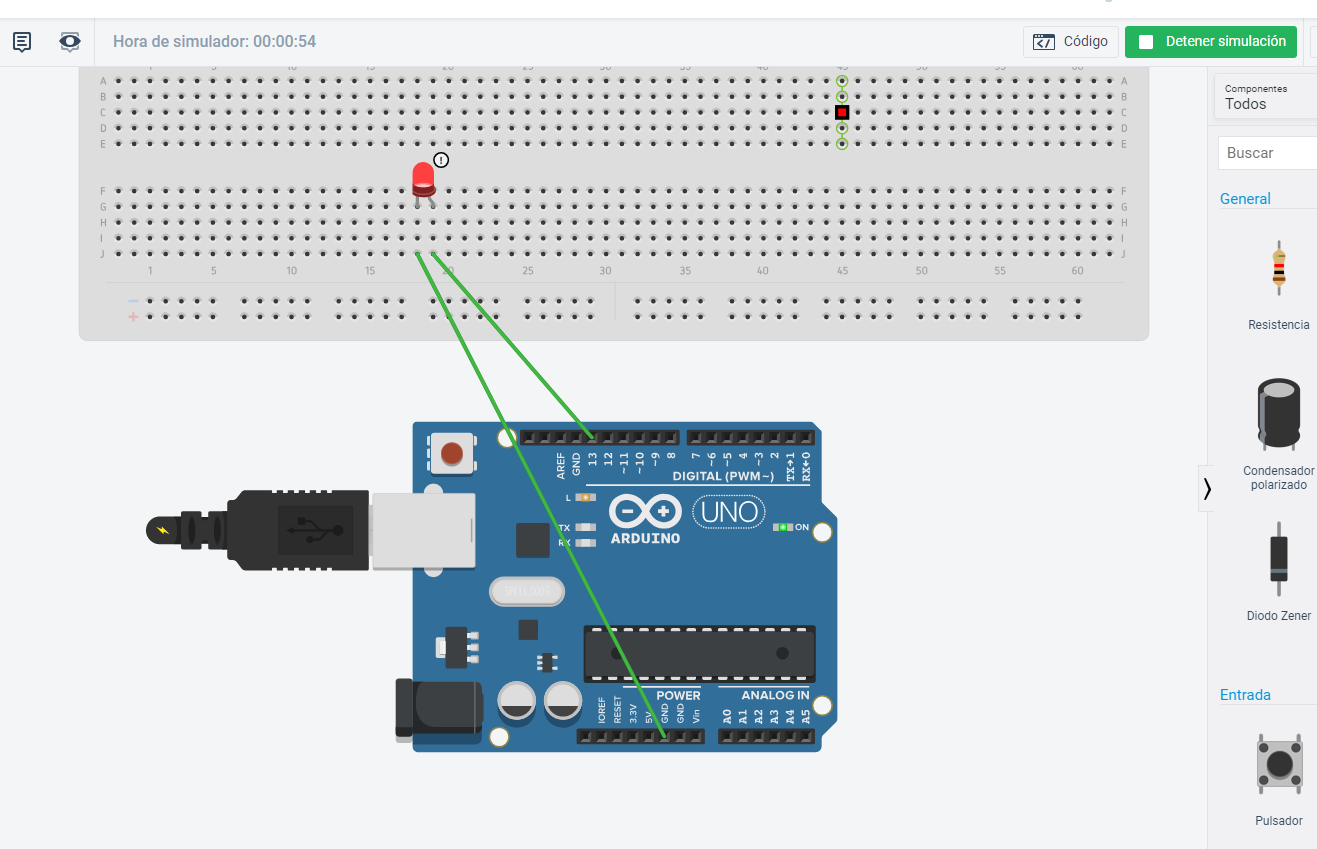 Hora de simulador: 00:00:54
Código
Detener simulación
A A
B B
C C
D D
E E
F F
G G
H H
I I
J J
1 5 10 15 20 25 30 35 40 45 50 55 60
Componentes
Todos
Buscar
General
Resistencia
Condensador
polarizado
Diodo Zener
Entrada
Pulsador
AREF GND 13 12 ~11 ~10 ~9 8 7 ~6 ~5 4 ~3 2 TX→1 RX←0
DIGITAL (PWM~)
L
TX
RX
UNO
ARDUINO
ON
POWER
ANALOG IN
IOREF RESET 3.3V 5V GND GND Vin A0 A1 A2 A3 A4 A5